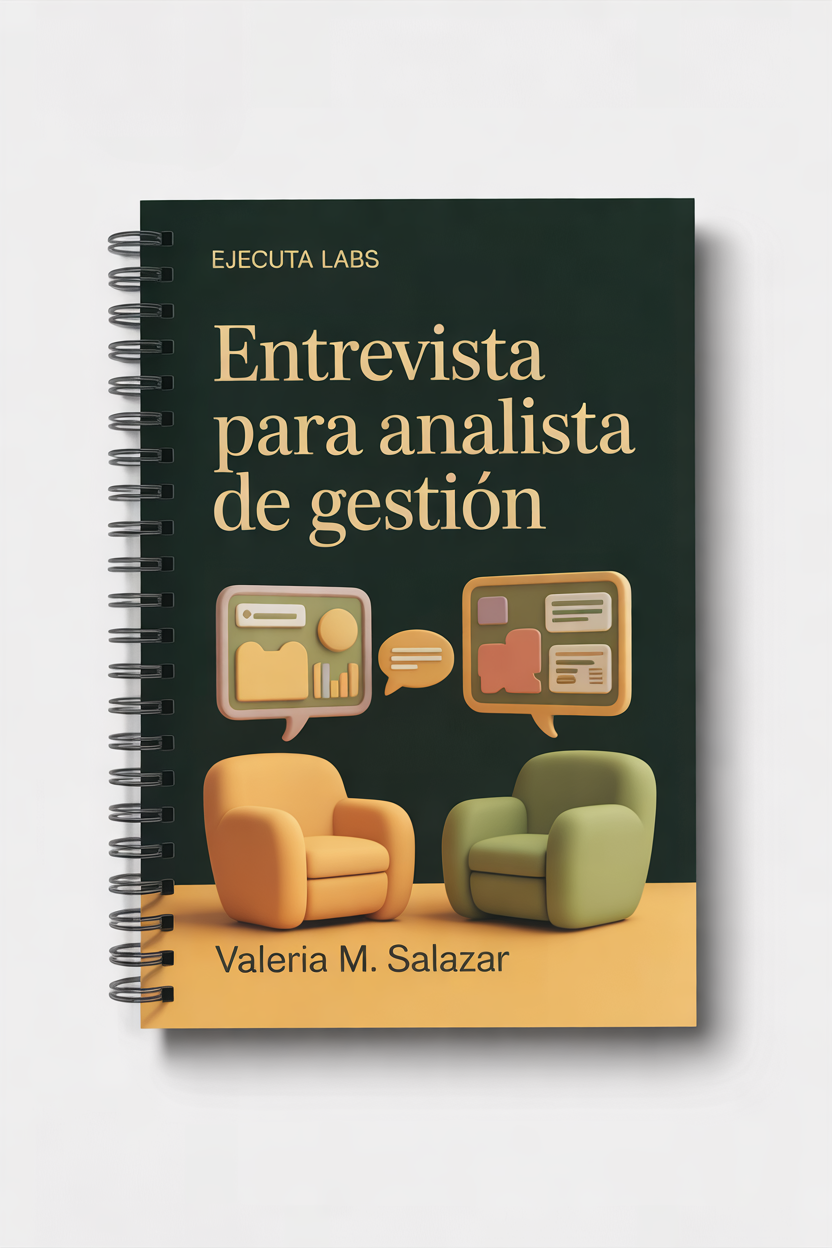 EJECUTA LABS
Entrevista
para analista
de gestión
Valeria M. Salazar